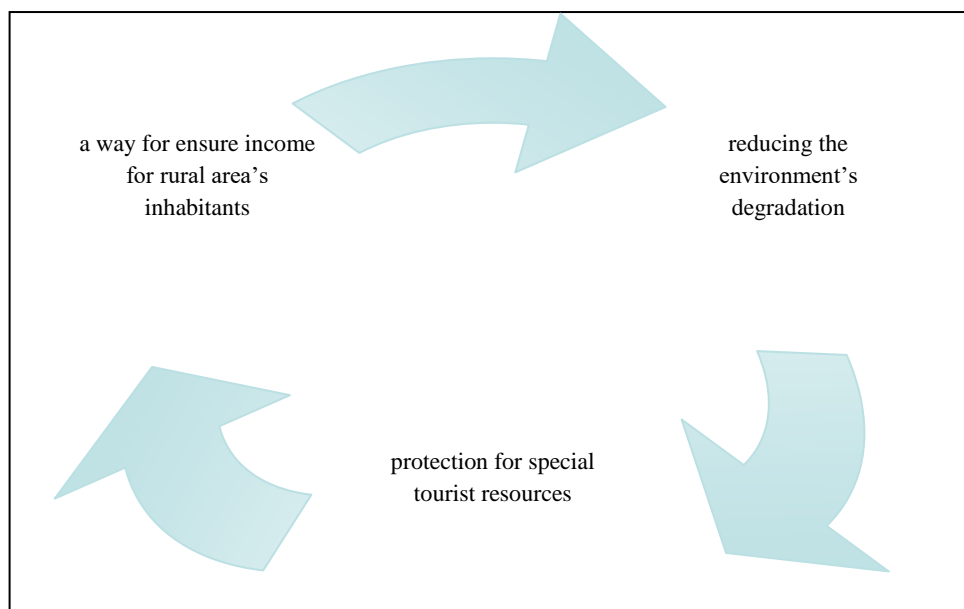 a way for ensure income
for rural area’s
inhabitants
reducing the
environment’s
degradation
protection for special
tourist resources